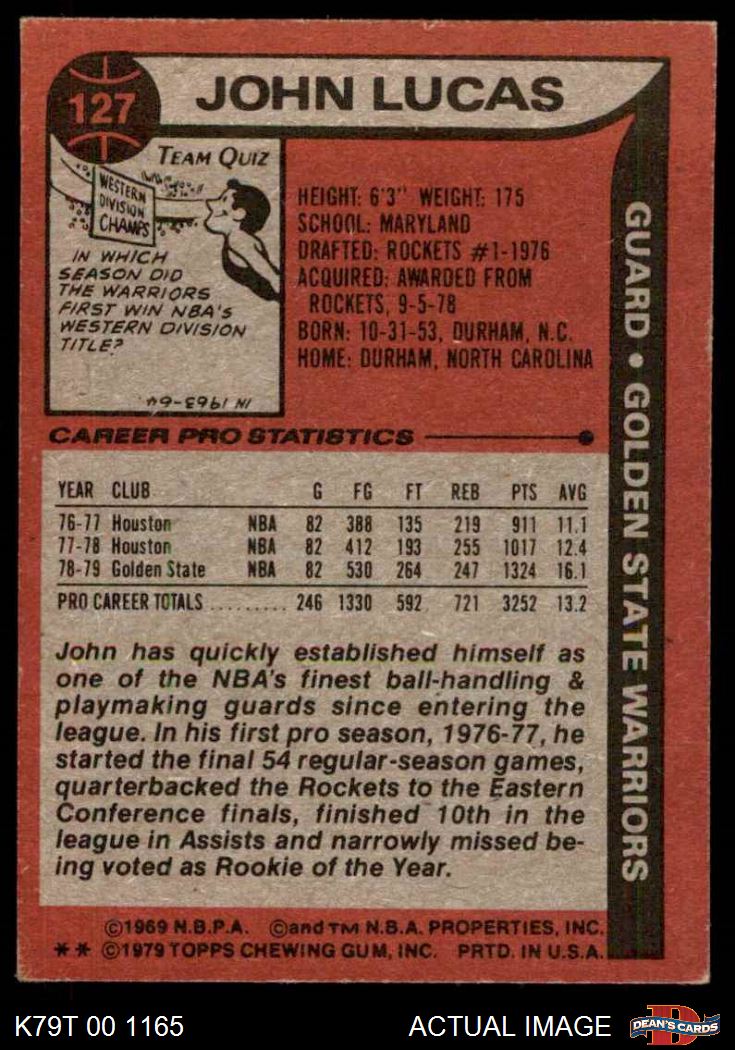 127
JOHN LUCAS
TEAM QUIZ
WESTERN
DIVISION
CHAMPS
IN WHICH
SEASON DID
THE WARRIORS
FIRST WIN NBA'S
WESTERN DIVISION
TITLE?
IN 1963-64.
HEIGHT: 6'3" WEIGHT: 175
SCHOOL: MARYLAND
DRAFTED: ROCKETS #1-1976
ACQUIRED: AWARDED FROM
ROCKETS, 9-5-78
BORN: 10-31-53, DURHAM, N.C.
HOME: DURHAM, NORTH CAROLINA
GUARD • GOLDEN STATE WARRIORS
CAREER PRO STATISTICS
YEAR CLUB G FG FT REB PTS AVG
76-77 Houston NBA 82 388 135 219 911 11.1
77-78 Houston NBA 82 412 193 255 1017 12.4
78-79 Golden State NBA 82 530 264 247 1324 16.1
PRO CAREER TOTALS ......... 246 1330 592 721 3252 13.2
John has quickly established himself as
one of the NBA's finest ball-handling &
playmaking guards since entering the
league. In his first pro season, 1976-77, he
started the final 54 regular-season games,
quarterbacked the Rockets to the Eastern
Conference finals, finished 10th in the
league in Assists and narrowly missed be-
ing voted as Rookie of the Year.
©1969 N.B.P.A. ©and TM N.B.A. PROPERTIES, INC.
** ©1979 TOPPS CHEWING GUM, INC. PRTD. IN U.S.A.
K79T 00 1165
ACTUAL IMAGE
D
DEAN'S CARDS